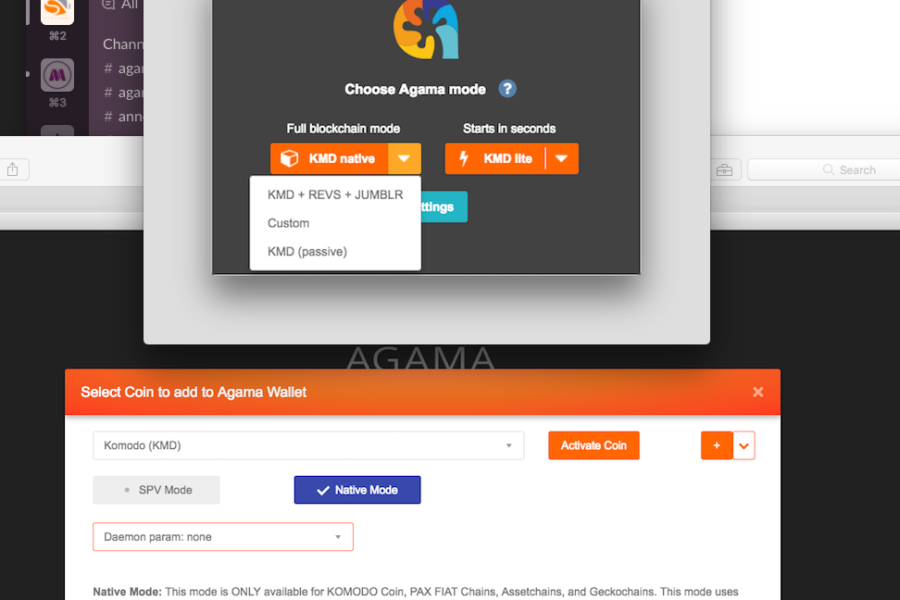 All
⌘2
Chann
# agar
⌘3
# agar
# ann
Choose Agama mode ?
Full blockchain mode
Starts in seconds
KMD native
KMD lite
KMD + REVS + JUMBLR
Custom
KMD (passive)
ttings
Search
AGAMA
Select Coin to add to Agama Wallet ×
Komodo (KMD)
Activate Coin
+
SPV Mode
Native Mode
Daemon param: none
Native Mode: This mode is ONLY available for KOMODO Coin, PAX FIAT Chains, Assetchains, and Geckochains. This mode uses